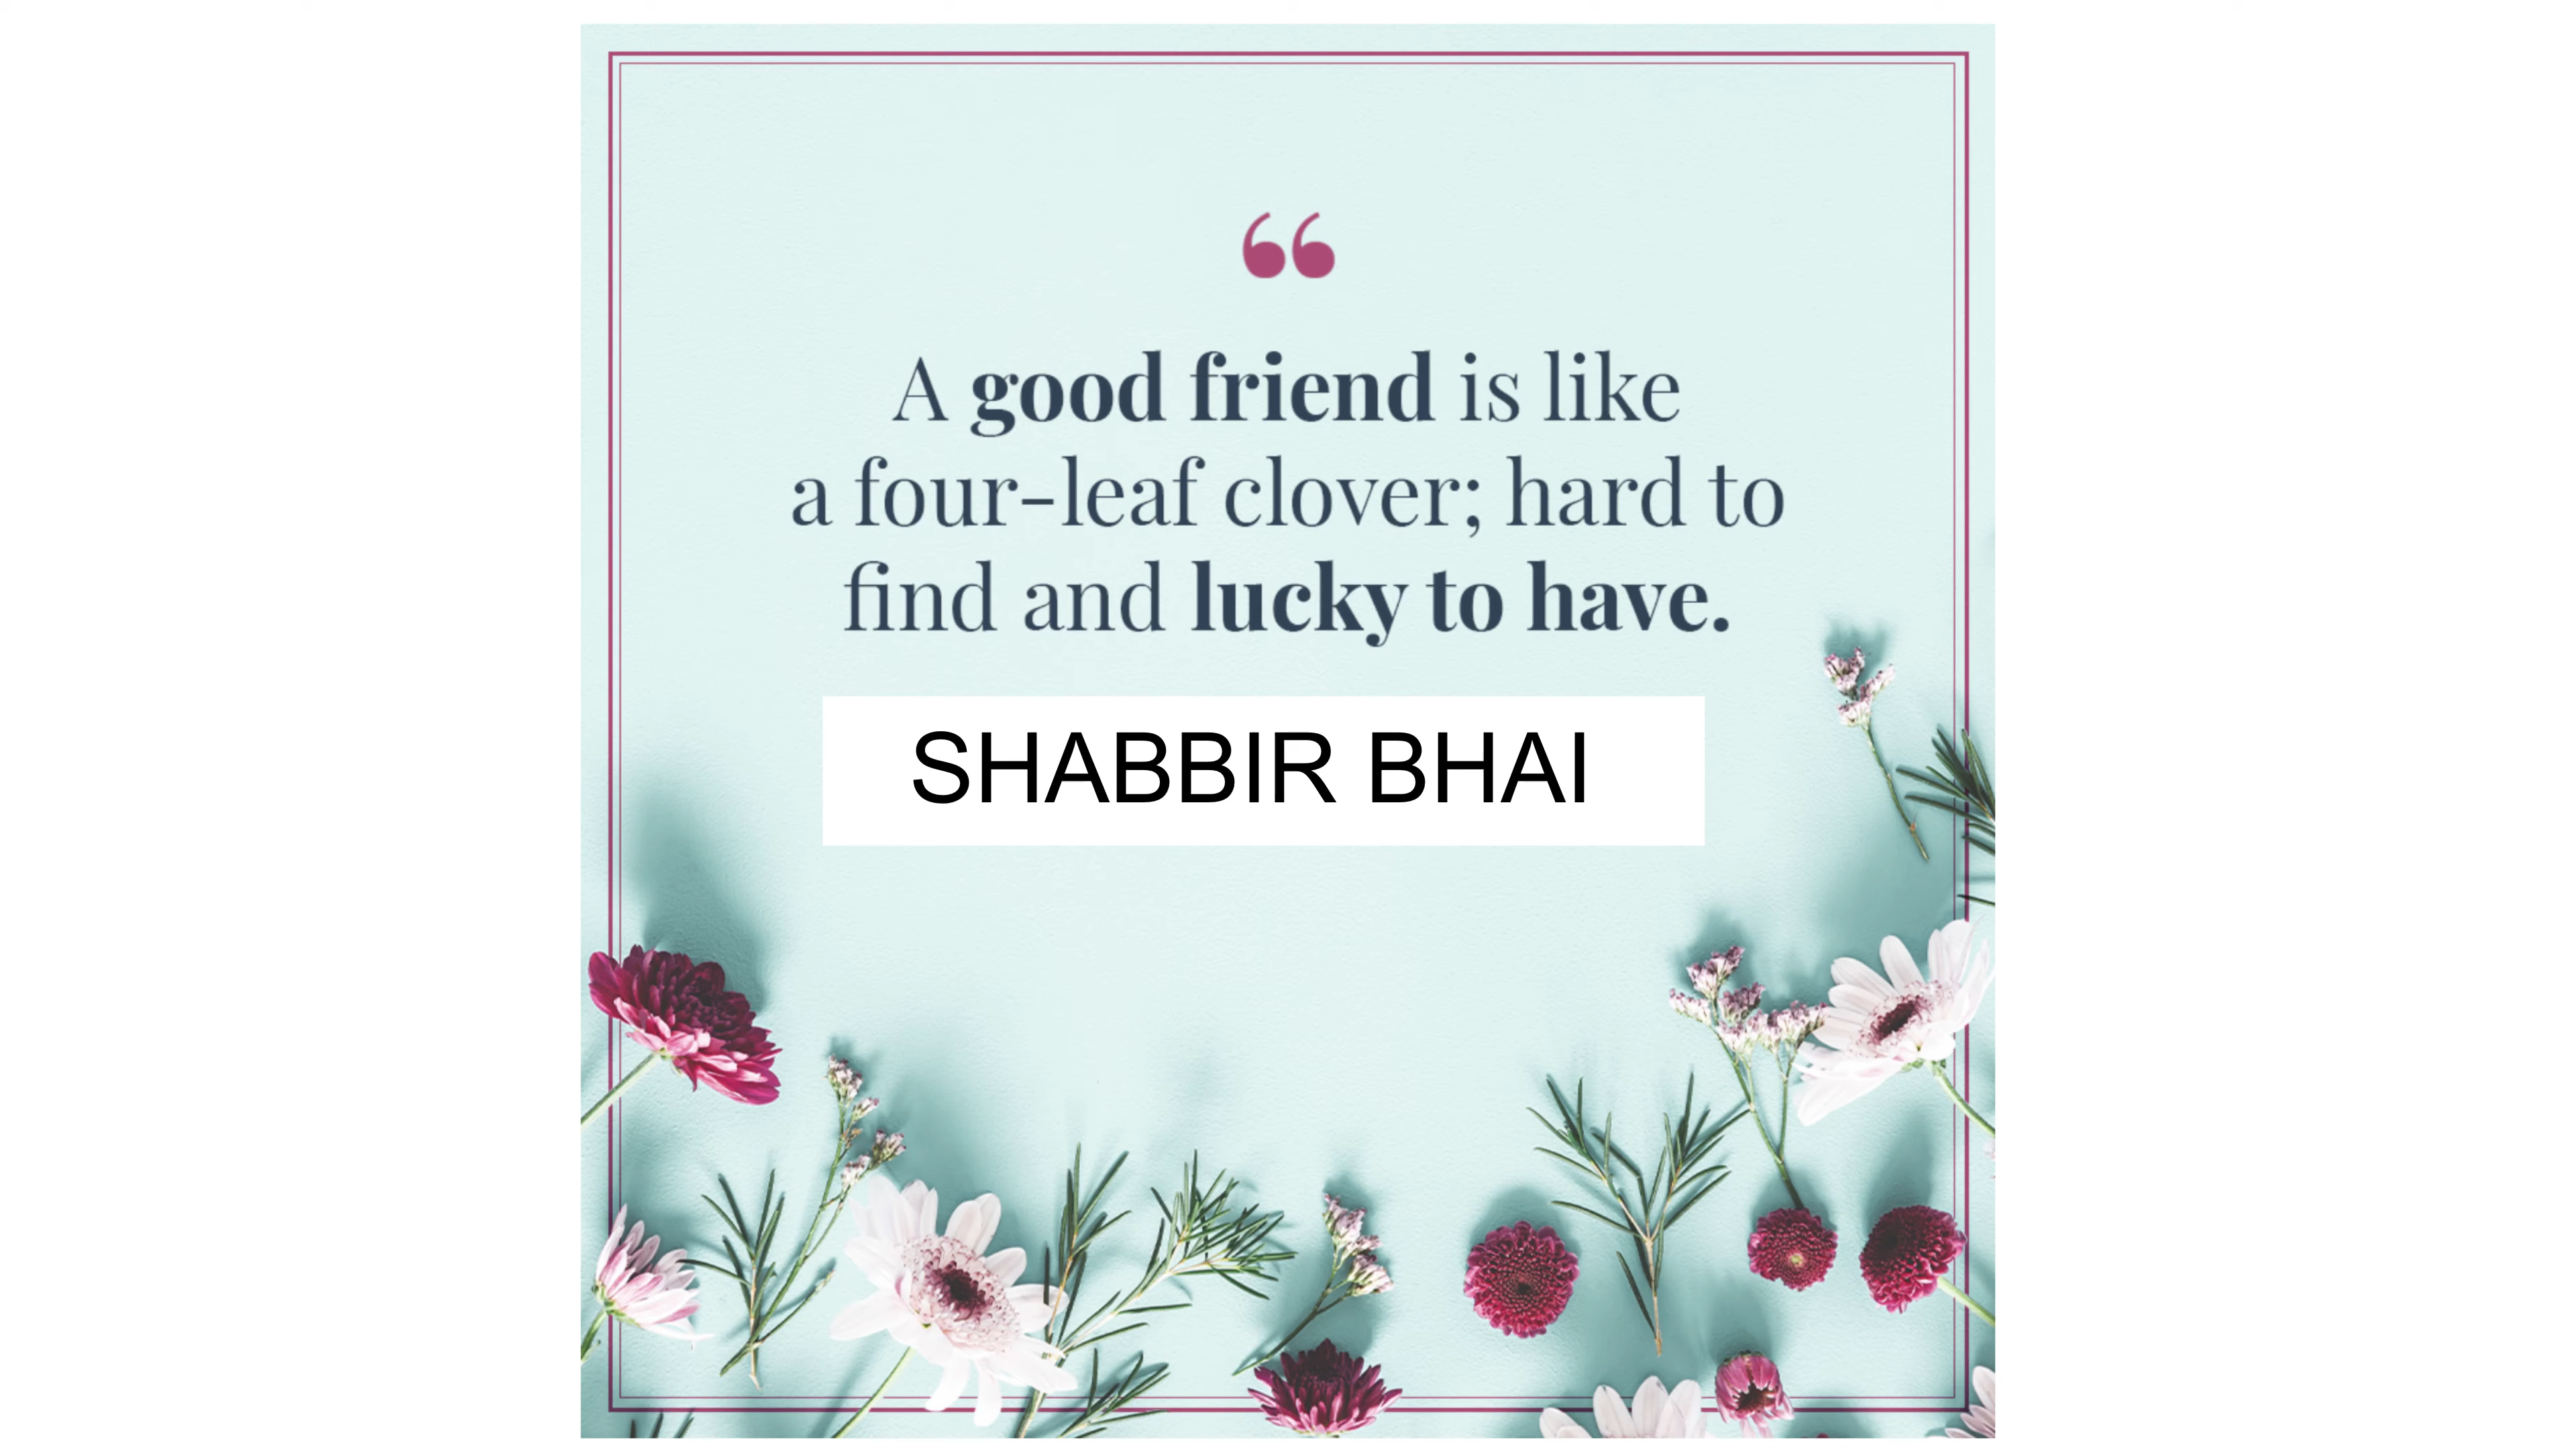 “
A good friend is like
a four-leaf clover; hard to
find and lucky to have.
SHABBIR BHAI